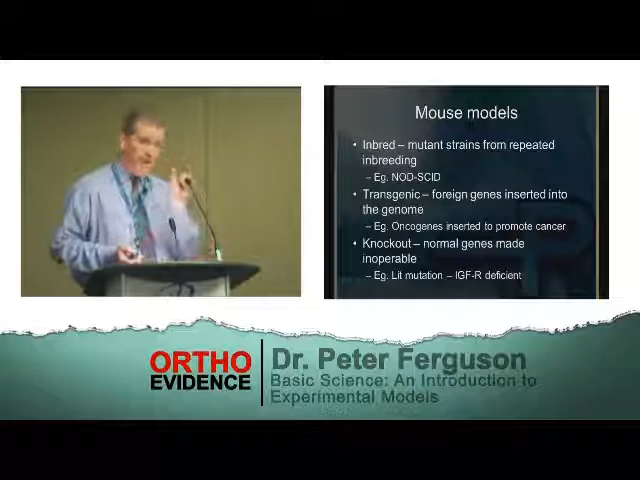 Mouse models
• Inbred – mutant strains from repeated
inbreeding
– Eg. NOD-SCID
• Transgenic – foreign genes inserted into
the genome
– Eg. Oncogenes inserted to promote cancer
• Knockout – normal genes made
inoperable
– Eg. Lit mutation – IGF-R deficient
ORTHO
EVIDENCE
Dr. Peter Ferguson
Basic Science: An Introduction to
Experimental Models